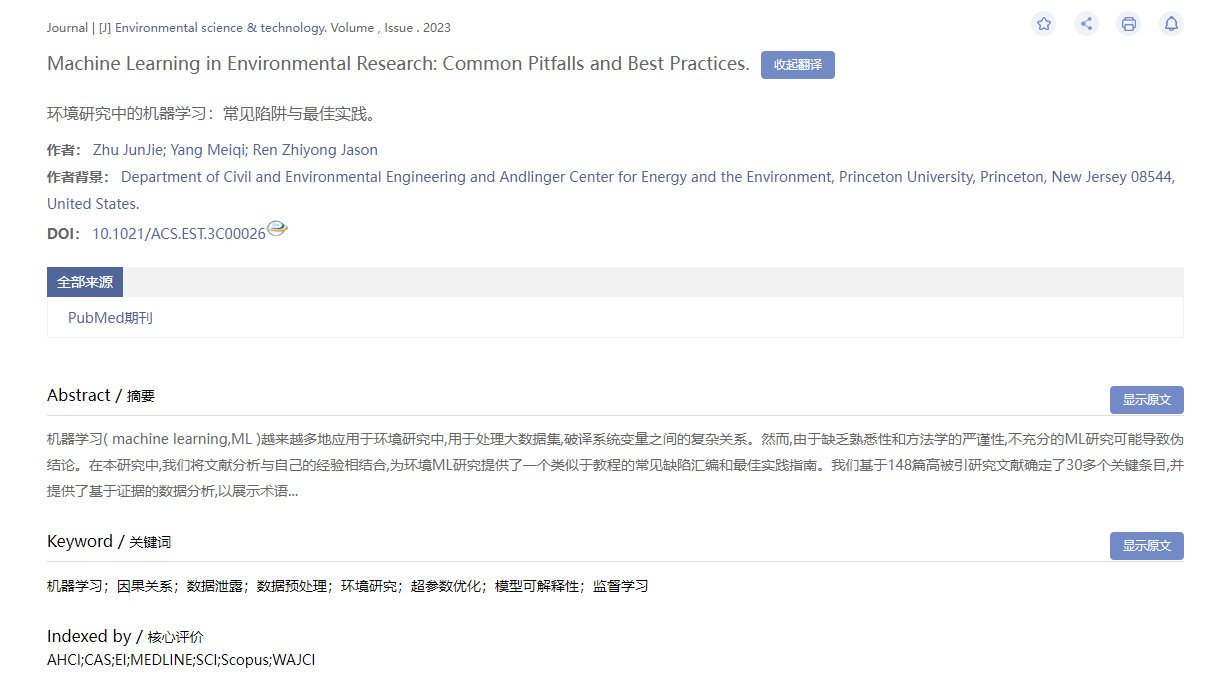 Journal | [J] Environmental science & technology. Volume , Issue . 2023
Machine Learning in Environmental Research: Common Pitfalls and Best Practices. 收起翻译
环境研究中的机器学习：常见陷阱与最佳实践。
作者： Zhu JunJie; Yang Meiqi; Ren Zhiyong Jason
作者背景： Department of Civil and Environmental Engineering and Andlinger Center for Energy and the Environment, Princeton University, Princeton, New Jersey 08544,
United States.
DOI： 10.1021/ACS.EST.3C00026
全部来源
PubMed期刊
Abstract / 摘要
显示原文
机器学习( machine learning,ML )越来越多地应用于环境研究中,用于处理大数据集,破译系统变量之间的复杂关系。然而,由于缺乏熟悉性和方法学的严谨性,不充分的ML研究可能导致伪
结论。在本研究中,我们将文献分析与自己的经验相结合,为环境ML研究提供了一个类似于教程的常见缺陷汇编和最佳实践指南。我们基于148篇高被引研究文献确定了30多个关键条目,并
提供了基于证据的数据分析,以展示术语...
Keyword / 关键词
显示原文
机器学习；因果关系；数据泄露；数据预处理；环境研究；超参数优化；模型可解释性；监督学习
Indexed by / 核心评价
AHCI;CAS;EI;MEDLINE;SCI;Scopus;WAJCI